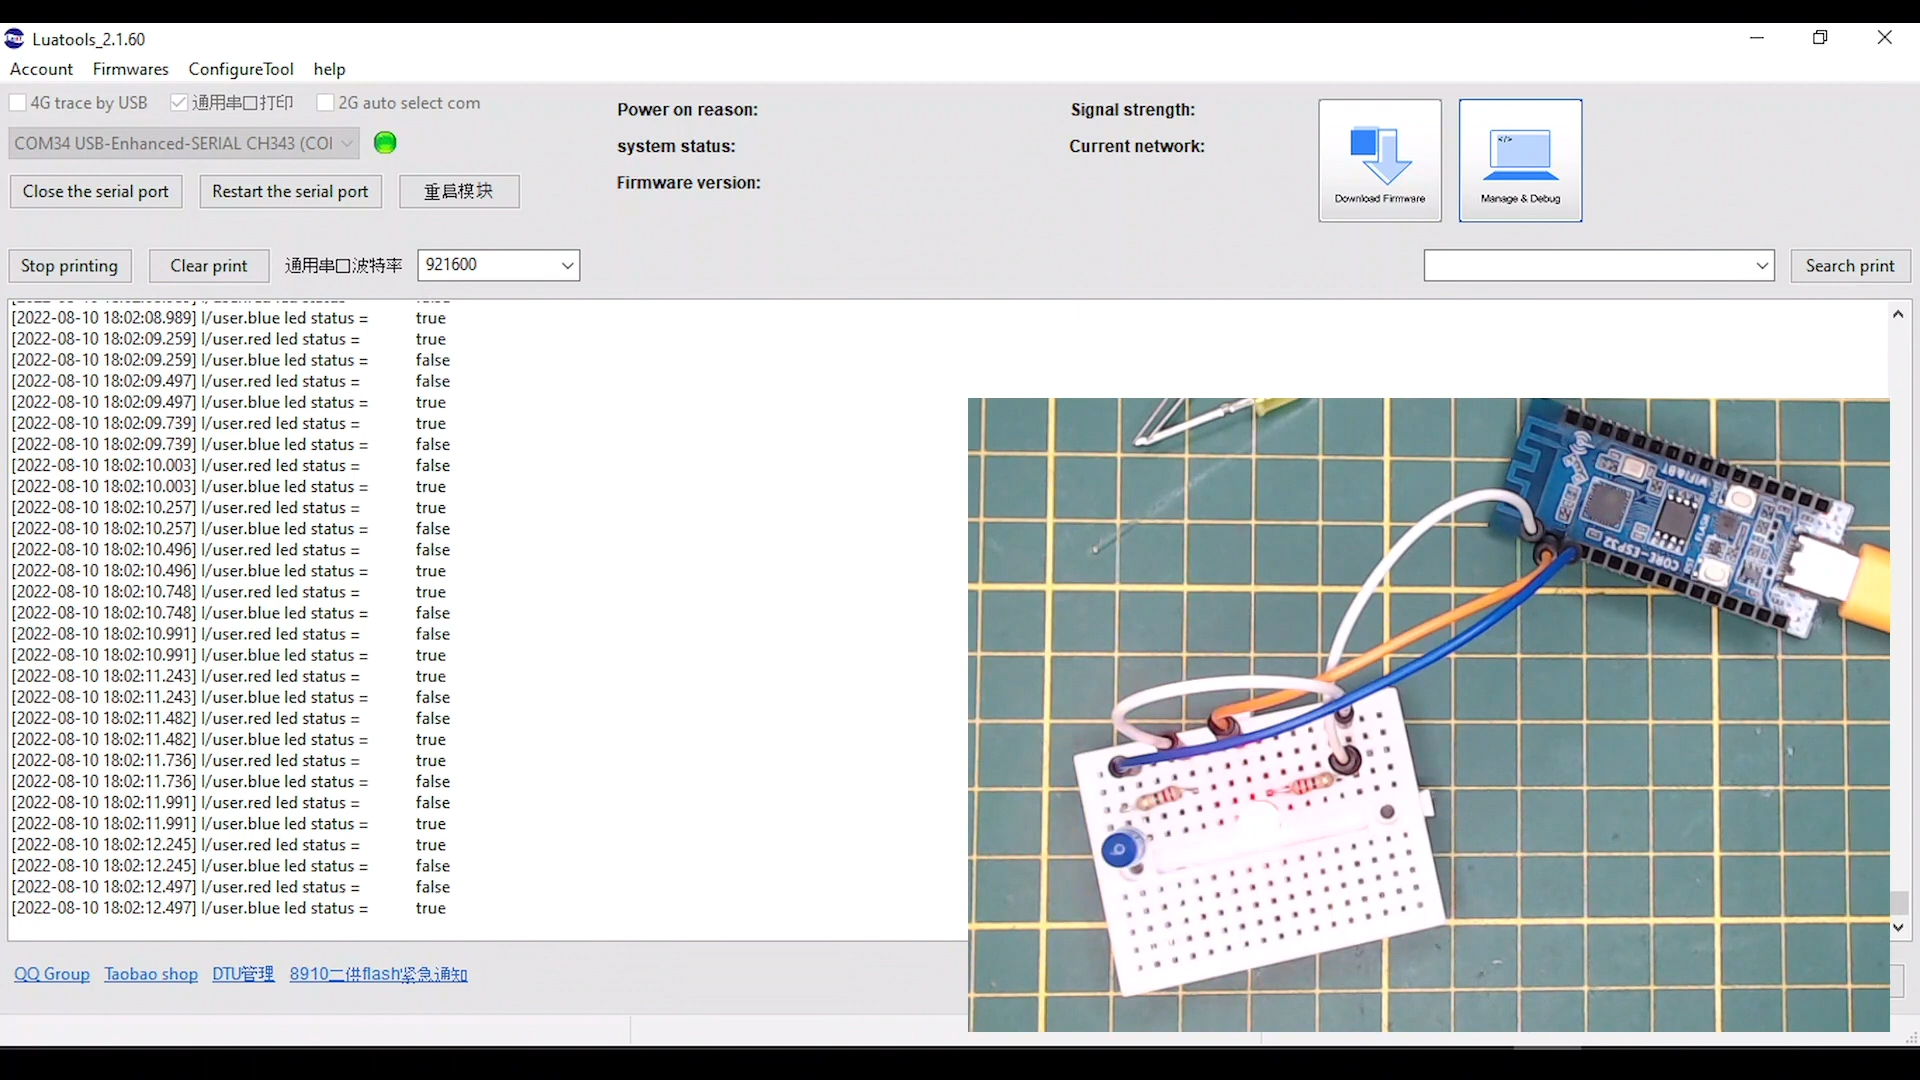 Luatools_2.1.60
Account Firmwares ConfigureTool help
4G trace by USB 通用串口打印 2G auto select com
COM34 USB-Enhanced-SERIAL CH343 (COI
Close the serial port Restart the serial port 重启模块
Power on reason:
system status:
Firmware version:
Signal strength:
Current network:
Download Firmware
Manage & Debug
Stop printing Clear print 通用串口波特率 921600 Search print
[2022-08-10 18:02:08.989] I/user.blue led status = true
[2022-08-10 18:02:09.259] I/user.red led status = true
[2022-08-10 18:02:09.259] I/user.blue led status = false
[2022-08-10 18:02:09.497] I/user.red led status = false
[2022-08-10 18:02:09.497] I/user.blue led status = true
[2022-08-10 18:02:09.739] I/user.red led status = true
[2022-08-10 18:02:09.739] I/user.blue led status = false
[2022-08-10 18:02:10.003] I/user.red led status = false
[2022-08-10 18:02:10.003] I/user.blue led status = true
[2022-08-10 18:02:10.257] I/user.red led status = true
[2022-08-10 18:02:10.257] I/user.blue led status = false
[2022-08-10 18:02:10.496] I/user.red led status = false
[2022-08-10 18:02:10.496] I/user.blue led status = true
[2022-08-10 18:02:10.748] I/user.red led status = true
[2022-08-10 18:02:10.748] I/user.blue led status = false
[2022-08-10 18:02:10.991] I/user.red led status = false
[2022-08-10 18:02:10.991] I/user.blue led status = true
[2022-08-10 18:02:11.243] I/user.red led status = true
[2022-08-10 18:02:11.243] I/user.blue led status = false
[2022-08-10 18:02:11.482] I/user.red led status = false
[2022-08-10 18:02:11.482] I/user.blue led status = true
[2022-08-10 18:02:11.736] I/user.red led status = true
[2022-08-10 18:02:11.736] I/user.blue led status = false
[2022-08-10 18:02:11.991] I/user.red led status = false
[2022-08-10 18:02:11.991] I/user.blue led status = true
[2022-08-10 18:02:12.245] I/user.red led status = true
[2022-08-10 18:02:12.245] I/user.blue led status = false
[2022-08-10 18:02:12.497] I/user.red led status = false
[2022-08-10 18:02:12.497] I/user.blue led status = true
WIFI&BT
CORE-ESP32
FLASH
QQ Group Taobao shop DTU管理 8910二供flash紧急通知